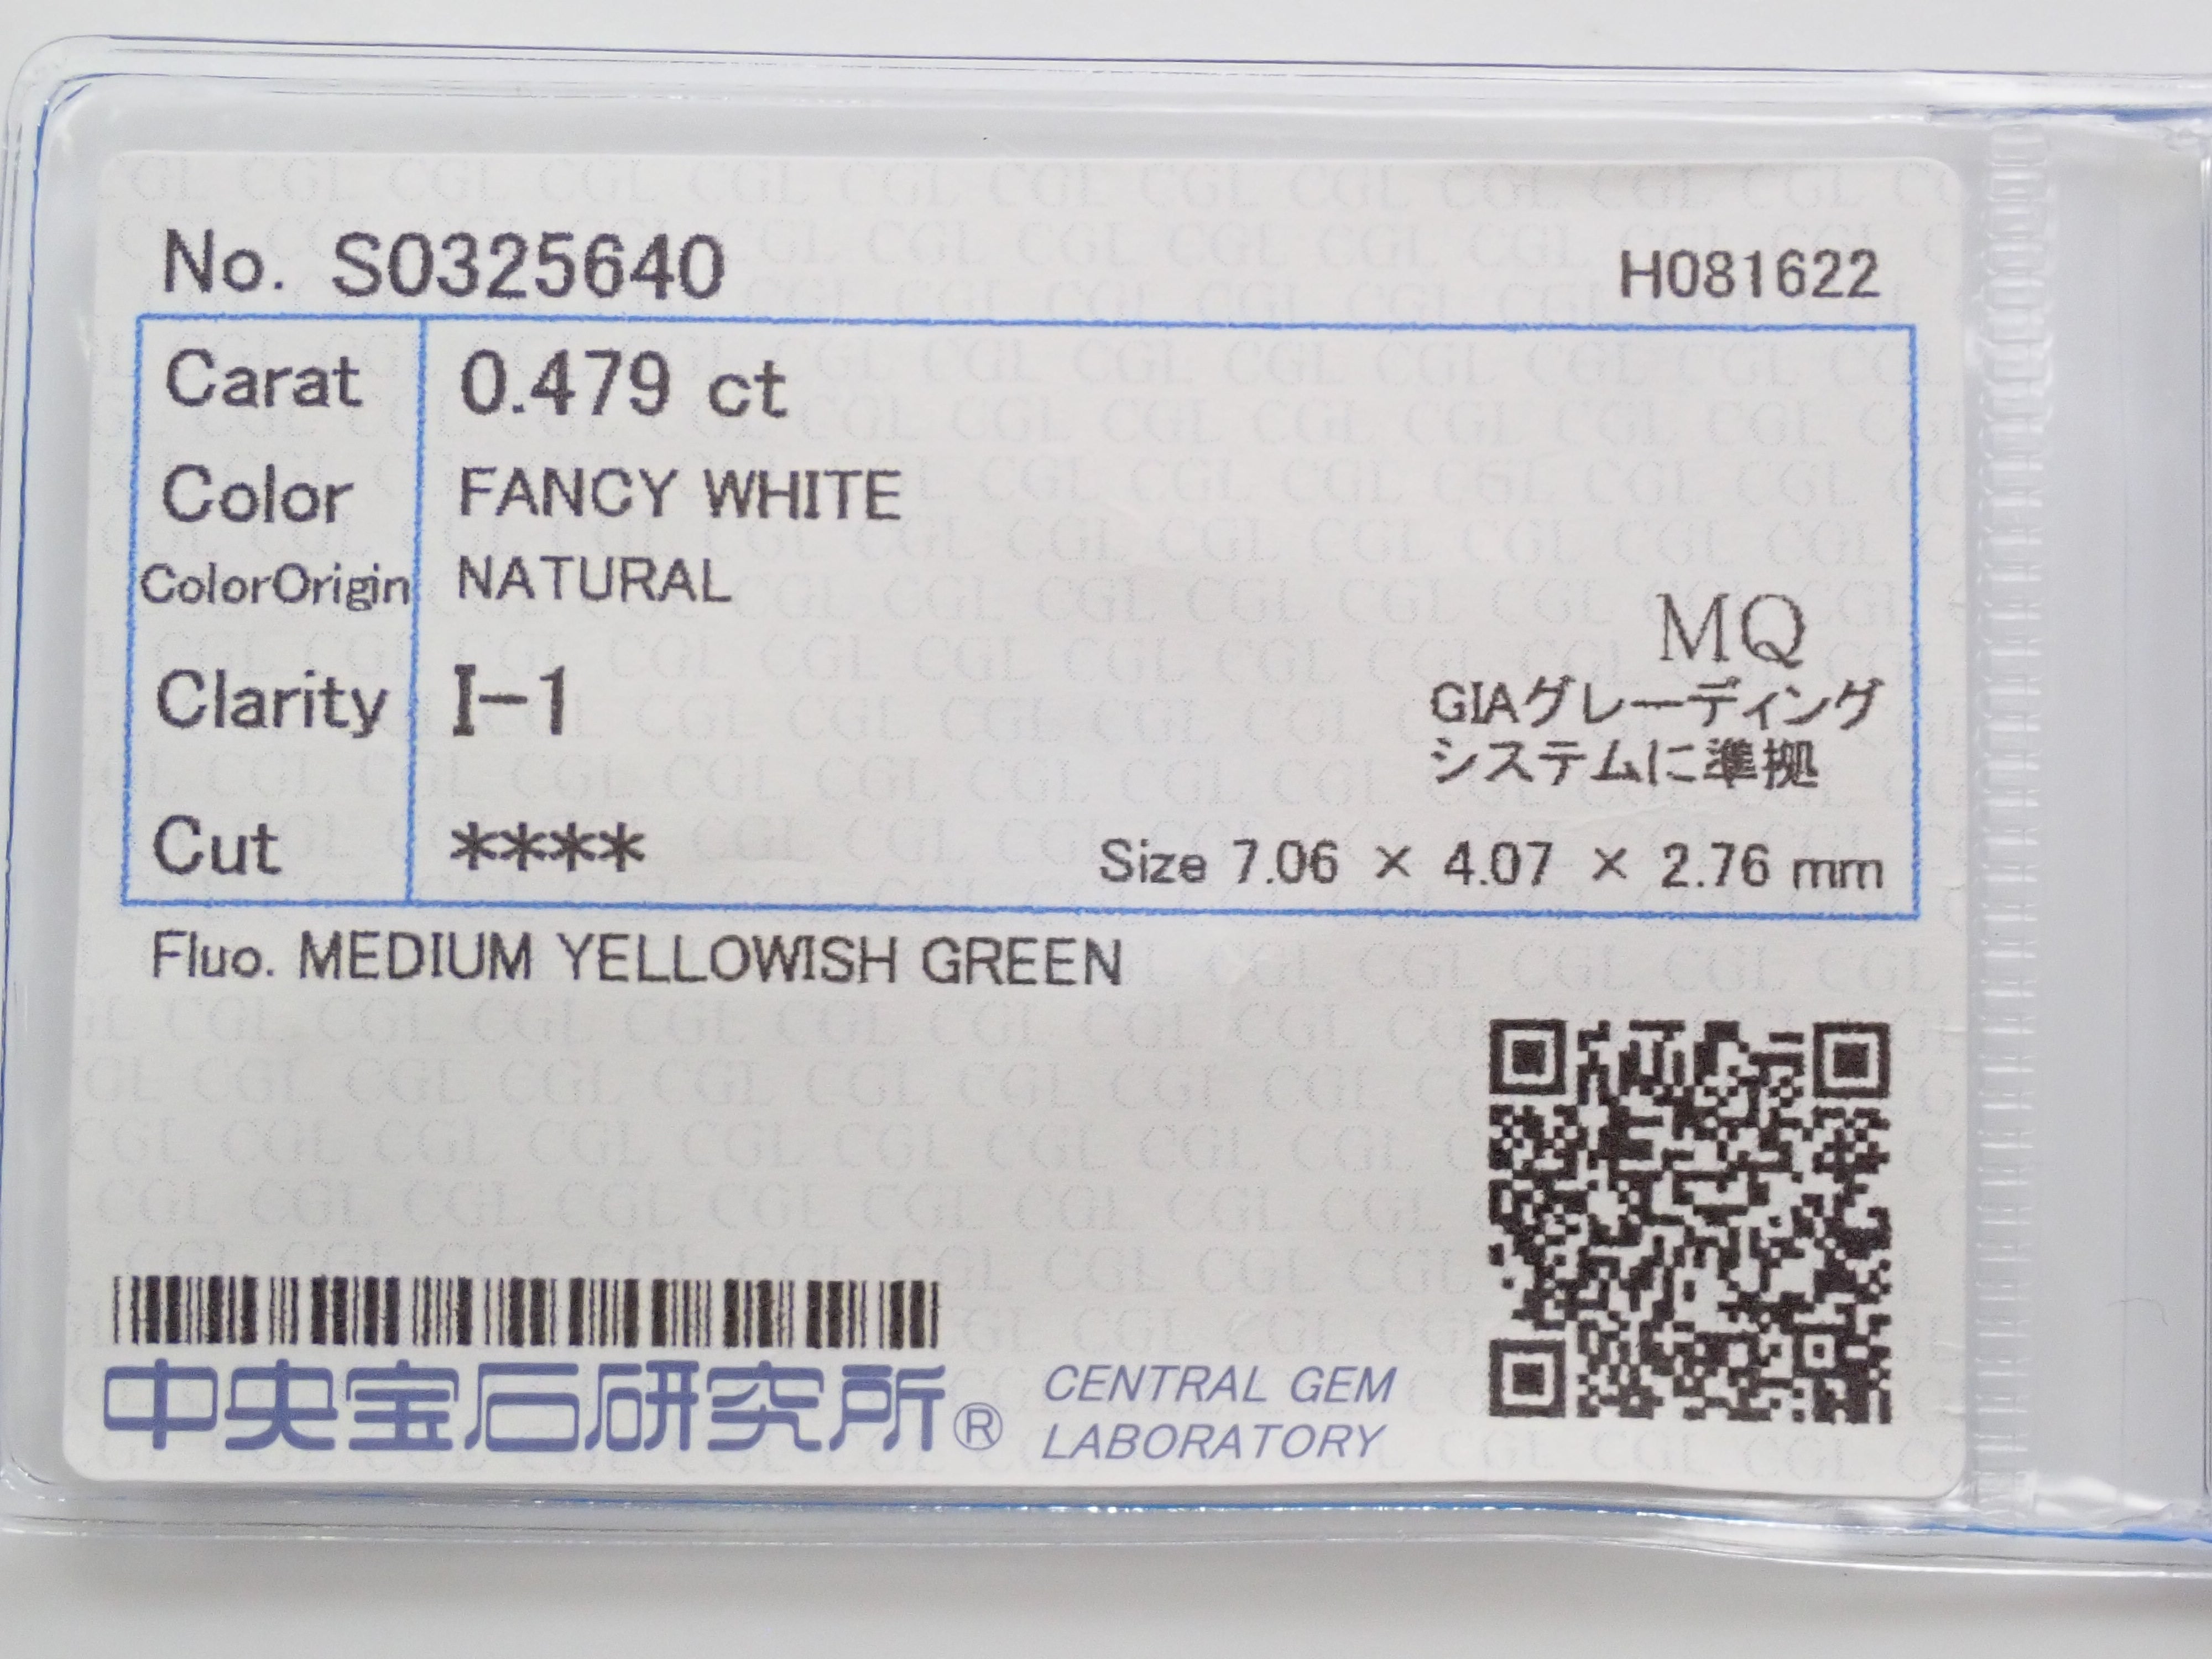 No. S0325640
H081622
Carat 0.479 ct
Color FANCY WHITE
ColorOrigin NATURAL
MQ
Clarity I-1
GIAグレーディング
システムに準拠
Cut ****
Size 7.06 × 4.07 × 2.76 mm
Fluo. MEDIUM YELLOWISH GREEN
中央宝石研究所®
CENTRAL GEM
LABORATORY